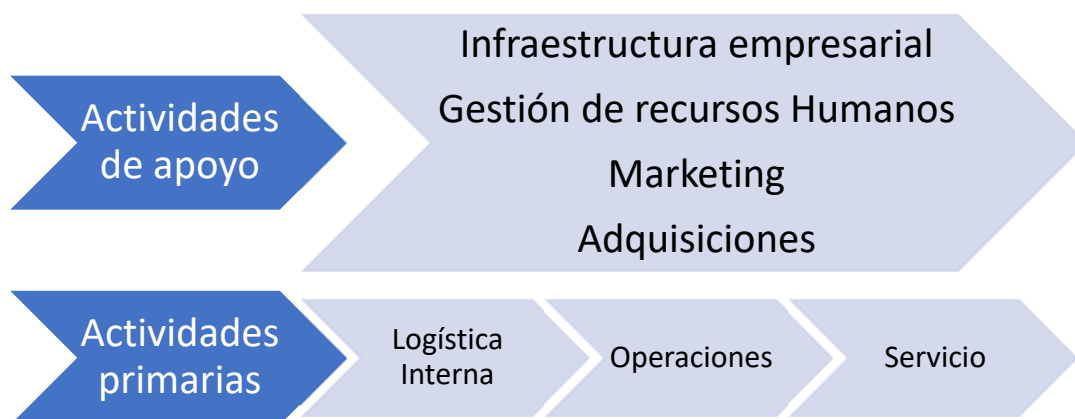 Actividades
de apoyo
Infraestructura empresarial
Gestión de recursos Humanos
Marketing
Adquisiciones
Actividades
primarias
Logística
Interna
Operaciones
Servicio